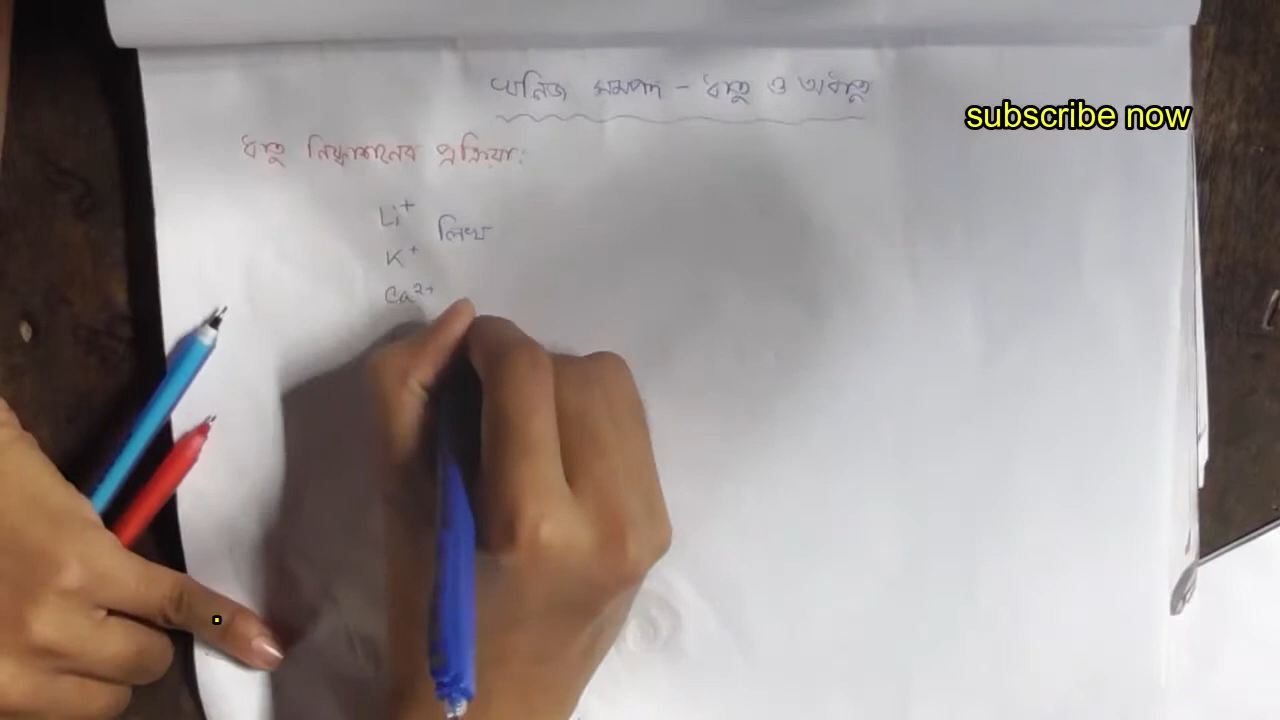 খনিজ সম্পদ - ধাতু ও অধাতু
subscribe now
ধাতু নিষ্কাশনের প্রক্রিয়া:
Li⁺
লিখ
K⁺
Ca²⁺